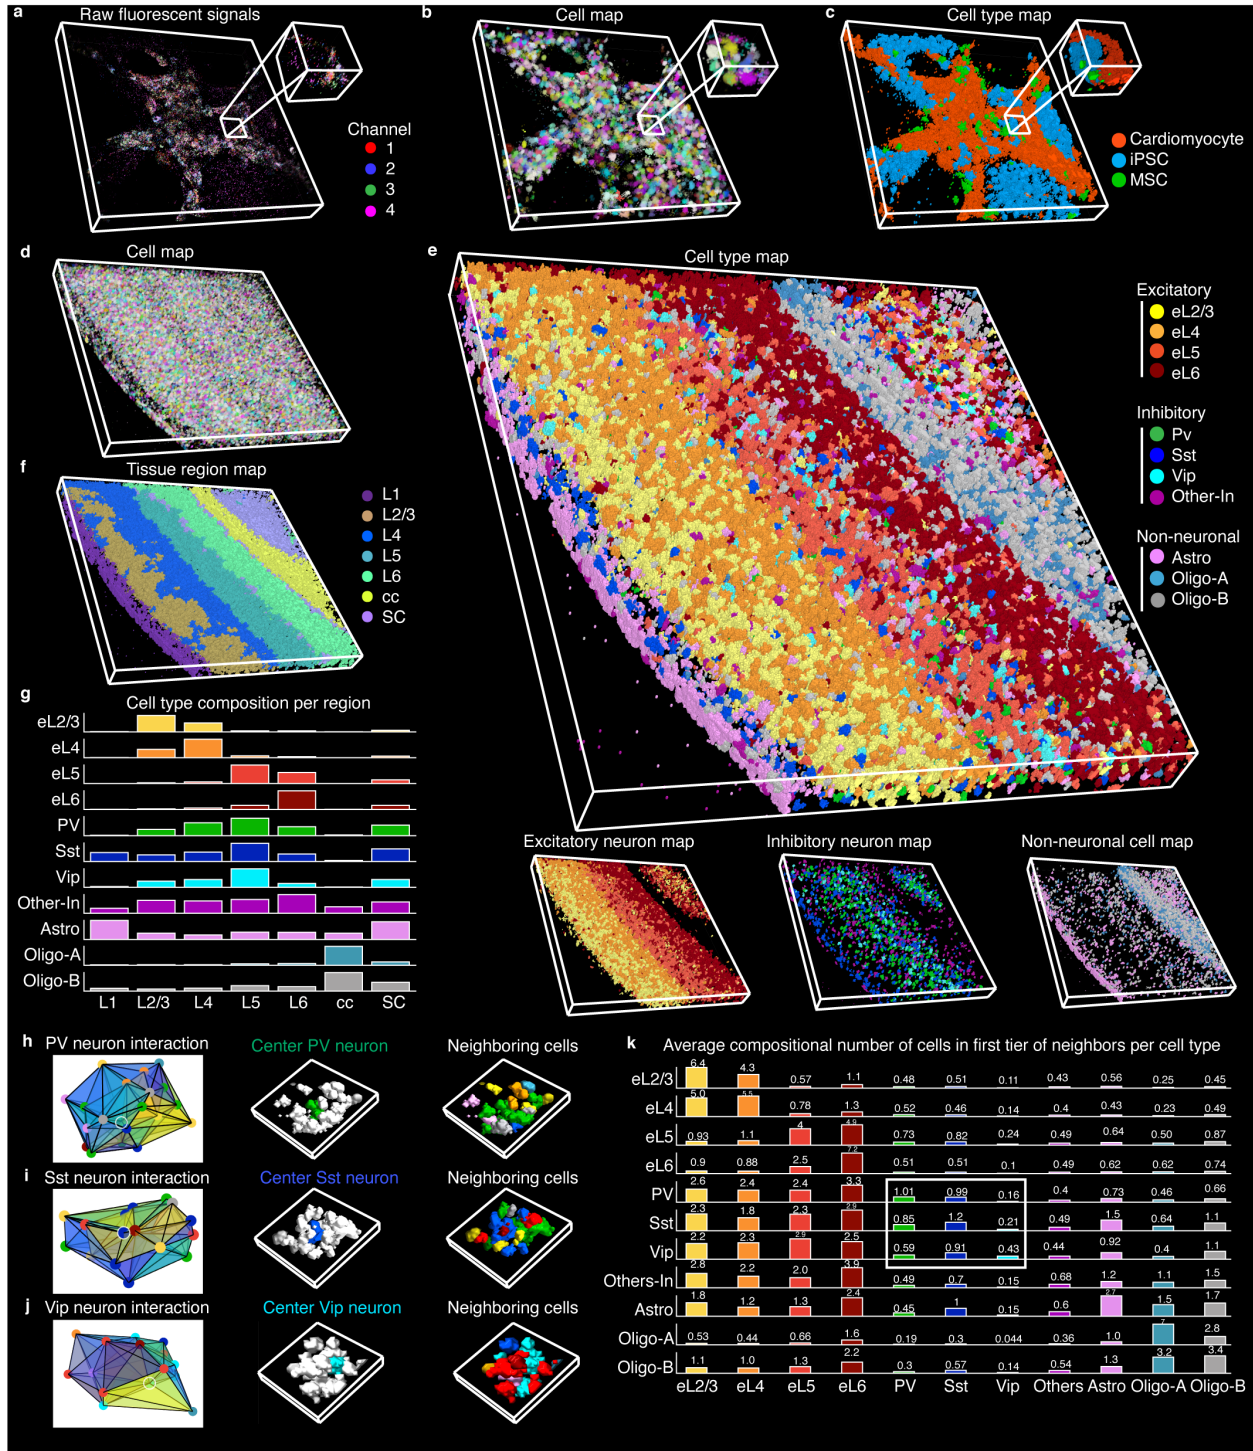 a
Raw fluorescent signals
Channel
1
2
3
4
b
Cell map
c
Cell type map
Cardiomyocyte
iPSC
MSC
d
Cell map
e
Cell type map
Excitatory
eL2/3
eL4
eL5
eL6
Inhibitory
Pv
Sst
Vip
Other-In
Non-neuronal
Astro
Oligo-A
Oligo-B
Excitatory neuron map
Inhibitory neuron map
Non-neuronal cell map
f
Tissue region map
L1
L2/3
L4
L5
L6
cc
SC
g
Cell type composition per region
eL2/3
eL4
eL5
eL6
PV
Sst
Vip
Other-In
Astro
Oligo-A
Oligo-B
L1 L2/3 L4 L5 L6 cc SC
h
PV neuron interaction
Center PV neuron
Neighboring cells
i
Sst neuron interaction
Center Sst neuron
Neighboring cells
j
Vip neuron interaction
Center Vip neuron
Neighboring cells
k
Average compositional number of cells in first tier of neighbors per cell type
eL2/3 6.4 4.3 0.57 1.1 0.48 0.51 0.11 0.43 0.56 0.25 0.45
eL4 5.0 5.5 0.78 1.3 0.52 0.46 0.14 0.4 0.43 0.23 0.49
eL5 0.93 1.1 4 4.9 0.73 0.82 0.24 0.49 0.64 0.50 0.87
eL6 0.9 0.88 2.5 7.2 0.51 0.51 0.1 0.49 0.62 0.62 0.74
PV 2.6 2.4 2.4 3.3 1.01 0.99 0.16 0.4 0.73 0.46 0.66
Sst 2.3 1.8 2.3 2.9 0.85 1.2 0.21 0.49 1.5 0.64 1.1
Vip 2.2 2.3 2.9 2.5 0.59 0.91 0.43 0.44 0.92 0.4 1.1
Others-In 2.8 2.2 2.0 3.9 0.49 0.7 0.15 0.68 1.2 1.1 1.5
Astro 1.8 1.2 1.3 2.4 0.45 1 0.15 0.6 2.7 1.5 1.7
Oligo-A 0.53 0.44 0.66 1.6 0.19 0.3 0.044 0.36 1.0 7 2.8
Oligo-B 1.1 1.0 1.3 2.2 0.3 0.57 0.14 0.54 1.3 3.2 3.4
eL2/3 eL4 eL5 eL6 PV Sst Vip Others Astro Oligo-A Oligo-B